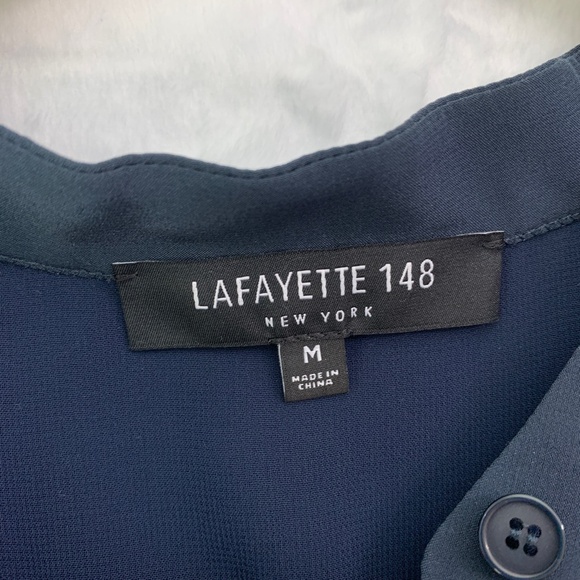 LAFAYETTE 148
NEW YORK
M
MADE IN
CHINA